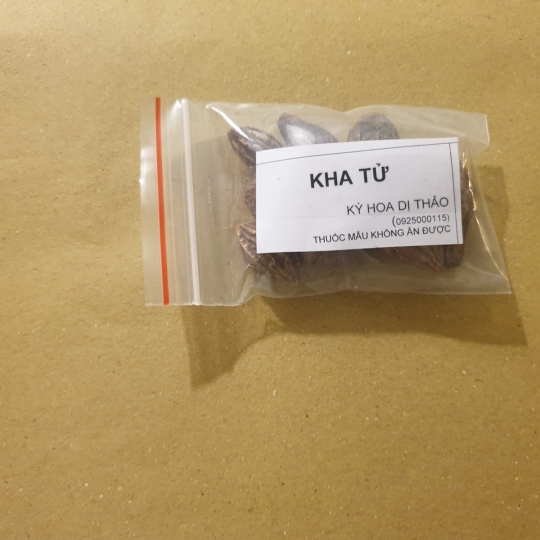 KHA TỬ
KỲ HOA DỊ THẢO
(0925000115)
THUỐC MẪU KHÔNG ĂN ĐƯỢC